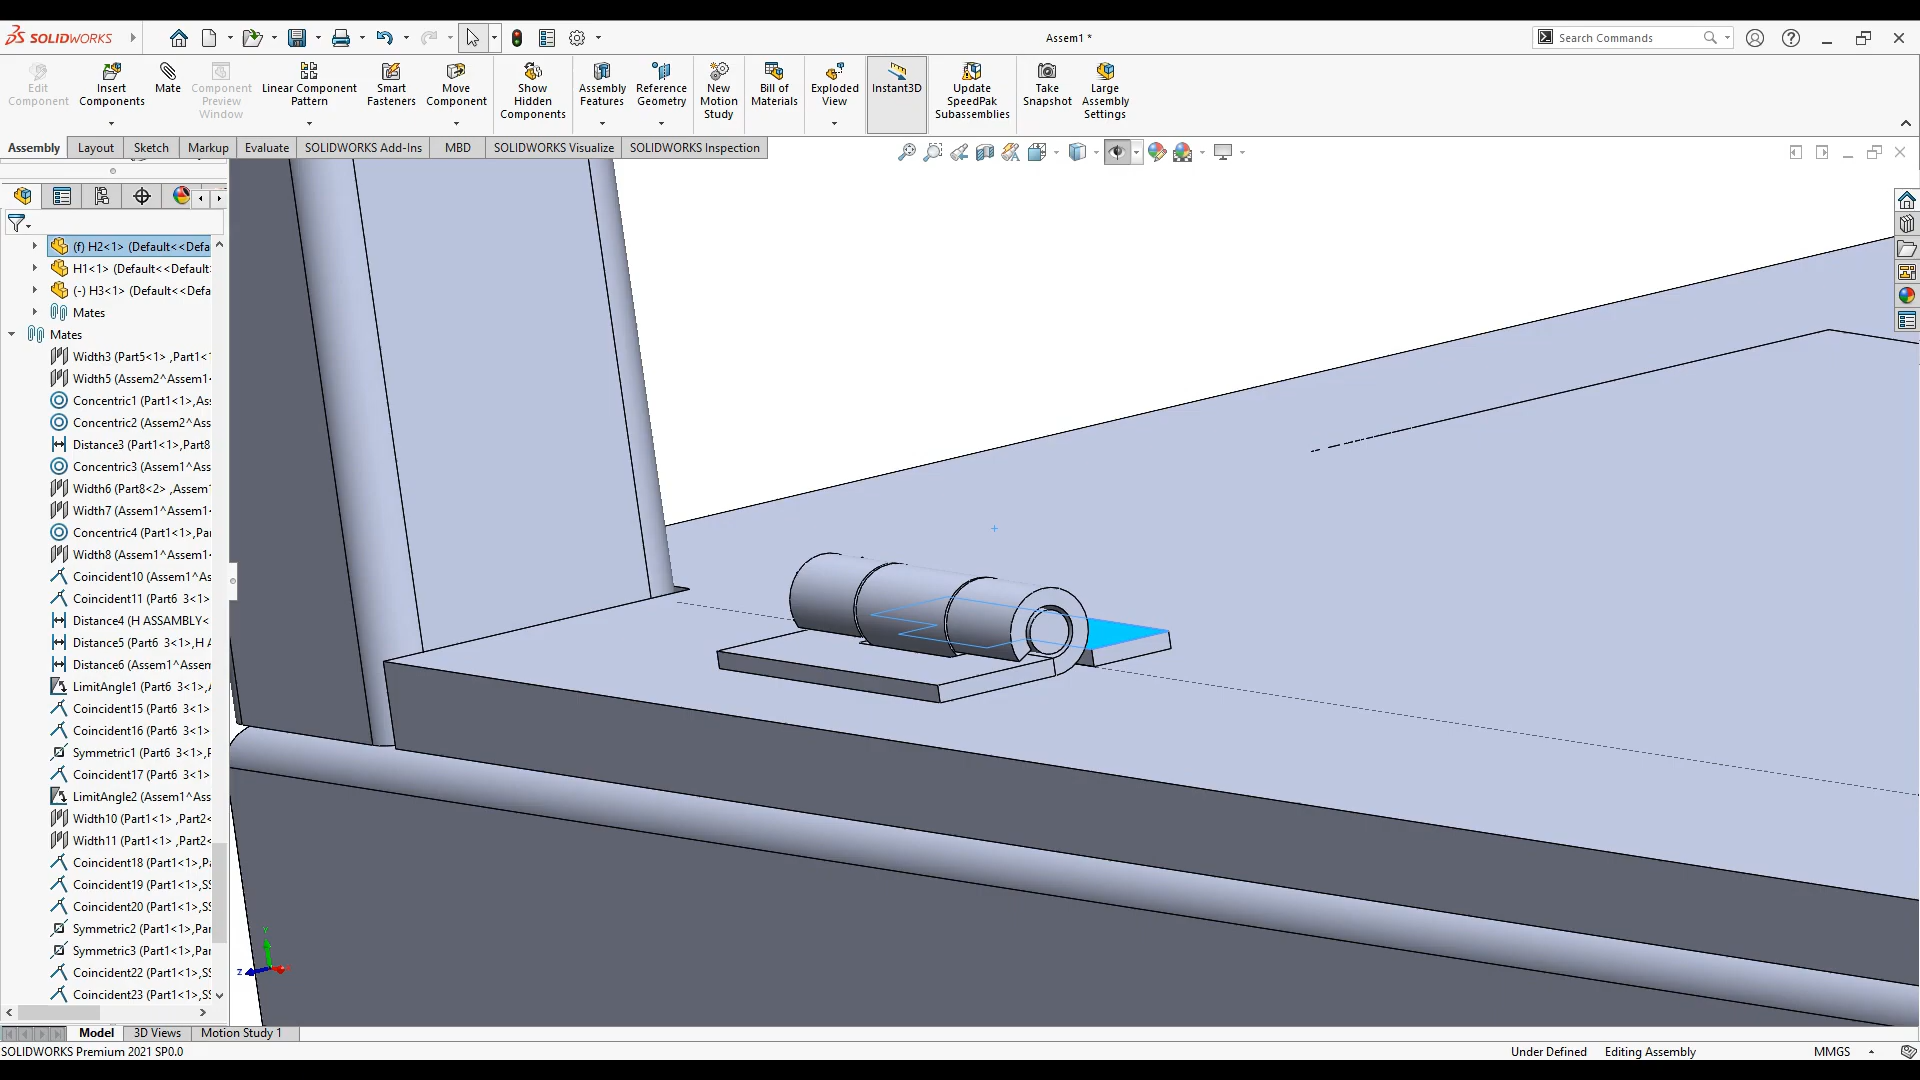 SOLIDWORKS
Assem1 *
Search Commands
Edit Component
Insert Components
Mate
Component Preview Window
Linear Component Pattern
Smart Fasteners
Move Component
Show Hidden Components
Assembly Features
Reference Geometry
New Motion Study
Bill of Materials
Exploded View
Instant3D
Update SpeedPak Subassemblies
Take Snapshot
Large Assembly Settings
Assembly
Layout
Sketch
Markup
Evaluate
SOLIDWORKS Add-Ins
MBD
SOLIDWORKS Visualize
SOLIDWORKS Inspection
(f) H2<1> (Default<<Defa
H1<1> (Default<<Default
(-) H3<1> (Default<<Defa
Mates
Mates
Width3 (Part5<1> ,Part1<
Width5 (Assem2^Assem1
Concentric1 (Part1<1>,Ass
Concentric2 (Assem2^Ass
Distance3 (Part1<1>,Part8
Concentric3 (Assem1^Ass
Width6 (Part8<2> ,Assem
Width7 (Assem1^Assem1
Concentric4 (Part1<1>,Pa
Width8 (Assem1^Assem1
Coincident10 (Assem1^As
Coincident11 (Part6 3<1>
Distance4 (H ASSEMBLY<
Distance5 (Part6 3<1>,H A
Distance6 (Assem1^Assem
LimitAngle1 (Part6 3<1>,
Coincident15 (Part6 3<1>
Coincident16 (Part6 3<1>
Symmetric1 (Part6 3<1>,P
Coincident17 (Part6 3<1>
LimitAngle2 (Assem1^Ass
Width10 (Part1<1> ,Part2<
Width11 (Part1<1> ,Part2<
Coincident18 (Part1<1>,Pa
Coincident19 (Part1<1>,SS
Coincident20 (Part1<1>,SS
Symmetric2 (Part1<1>,Par
Symmetric3 (Part1<1>,Par
Coincident22 (Part1<1>,SS
Coincident23 (Part1<1>,SS
Y
Z
Model
3D Views
Motion Study 1
SOLIDWORKS Premium 2021 SP0.0
Under Defined
Editing Assembly
MMGS